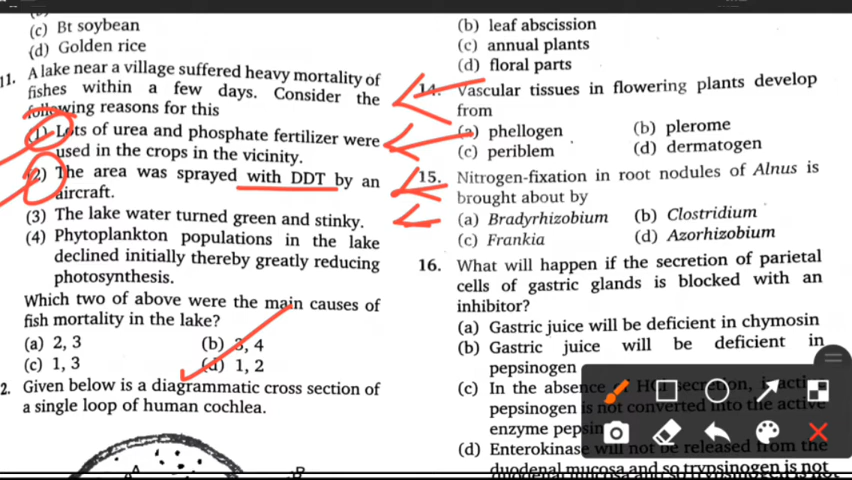 (c) Bt soybean
(d) Golden rice
11. A lake near a village suffered heavy mortality of
fishes within a few days. Consider the
following reasons for this
(1) Lots of urea and phosphate fertilizer were
used in the crops in the vicinity.
(2) The area was sprayed with DDT by an
aircraft.
(3) The lake water turned green and stinky.
(4) Phytoplankton populations in the lake
declined initially thereby greatly reducing
photosynthesis.
Which two of above were the main causes of
fish mortality in the lake?
(a) 2, 3
(b) 3, 4
(c) 1, 3
(d) 1, 2
2. Given below is a diagrammatic cross section of
a single loop of human cochlea.
A
B
(b) leaf abscission
(c) annual plants
(d) floral parts
14. Vascular tissues in flowering plants develop
from
(a) phellogen
(b) plerome
(c) periblem
(d) dermatogen
15. Nitrogen-fixation in root nodules of Alnus is
brought about by
(a) Bradyrhizobium
(b) Clostridium
(c) Frankia
(d) Azorhizobium
16. What will happen if the secretion of parietal
cells of gastric glands is blocked with an
inhibitor?
(a) Gastric juice will be deficient in chymosin
(b) Gastric juice will be deficient in
pepsinogen
(c) In the absence of HCl secretion, inactive
pepsinogen is not converted into the active
enzyme pepsin
(d) Enterokinase will not be released from the
duodenal mucosa and so trypsinogen is not